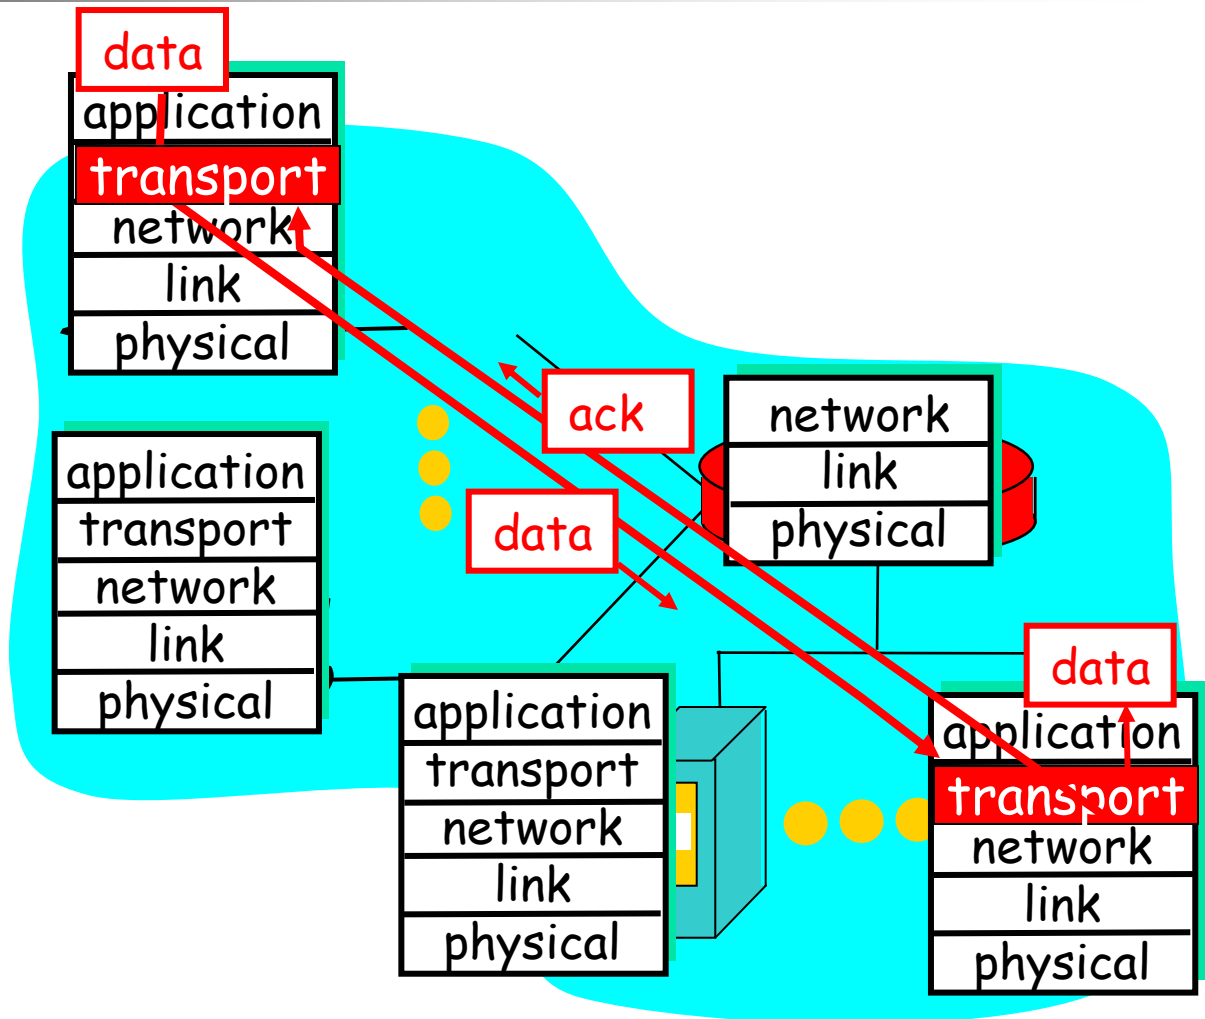 data
application
transport
network
link
physical
ack
network
link
physical
application
transport
network
link
physical
data
data
application
transport
network
link
physical
application
transport
network
link
physical